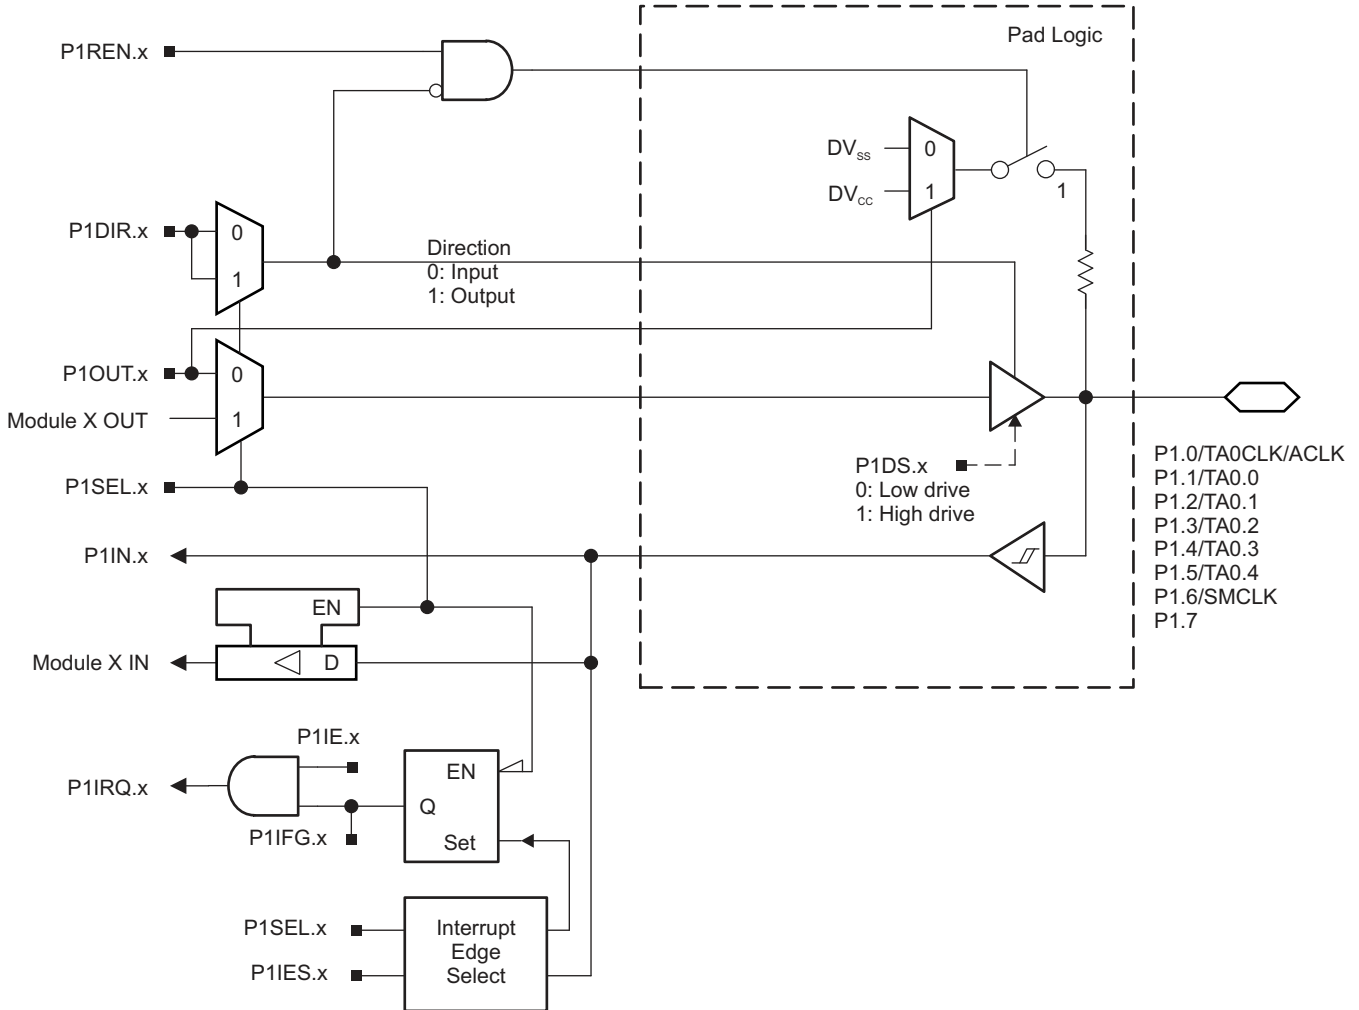 Pad Logic
P1REN.x
DVSS
0
DVCC
1
1
P1DIR.x
0
1
Direction
0: Input
1: Output
P1OUT.x
0
Module X OUT
1
P1SEL.x
P1DS.x
0: Low drive
1: High drive
P1.0/TA0CLK/ACLK
P1.1/TA0.0
P1.2/TA0.1
P1.3/TA0.2
P1.4/TA0.3
P1.5/TA0.4
P1.6/SMCLK
P1.7
P1IN.x
EN
Module X IN
D
P1IE.x
P1IRQ.x
EN
Q
P1IFG.x
Set
P1SEL.x
P1IES.x
Interrupt
Edge
Select